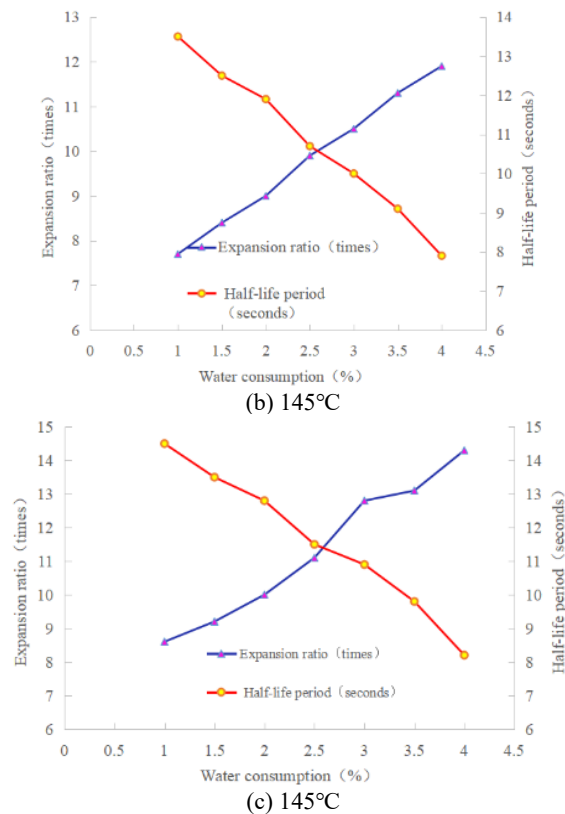 13
12
11
10
9
8
7
6
Expansion ratio（times）
14
13
12
11
10
9
8
7
6
Half-life period（seconds）
Expansion ratio（times）
Half-life period
（seconds）
0 0.5 1 1.5 2 2.5 3 3.5 4 4.5
Water consumption（%）
(b) 145℃
15
14
13
12
11
10
9
8
7
6
Expansion ratio（times）
15
14
13
12
11
10
9
8
7
6
Half-life period（seconds）
Expansion ratio（times）
Half-life period（seconds）
0 0.5 1 1.5 2 2.5 3 3.5 4 4.5
Water consumption（%）
(c) 145℃